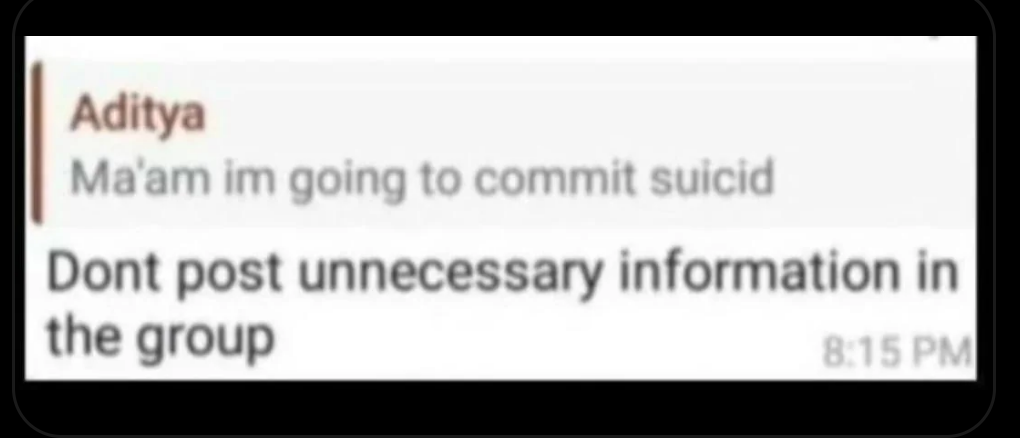 Aditya
Ma'am im going to commit suicid
Dont post unnecessary information in
the group
8:15 PM